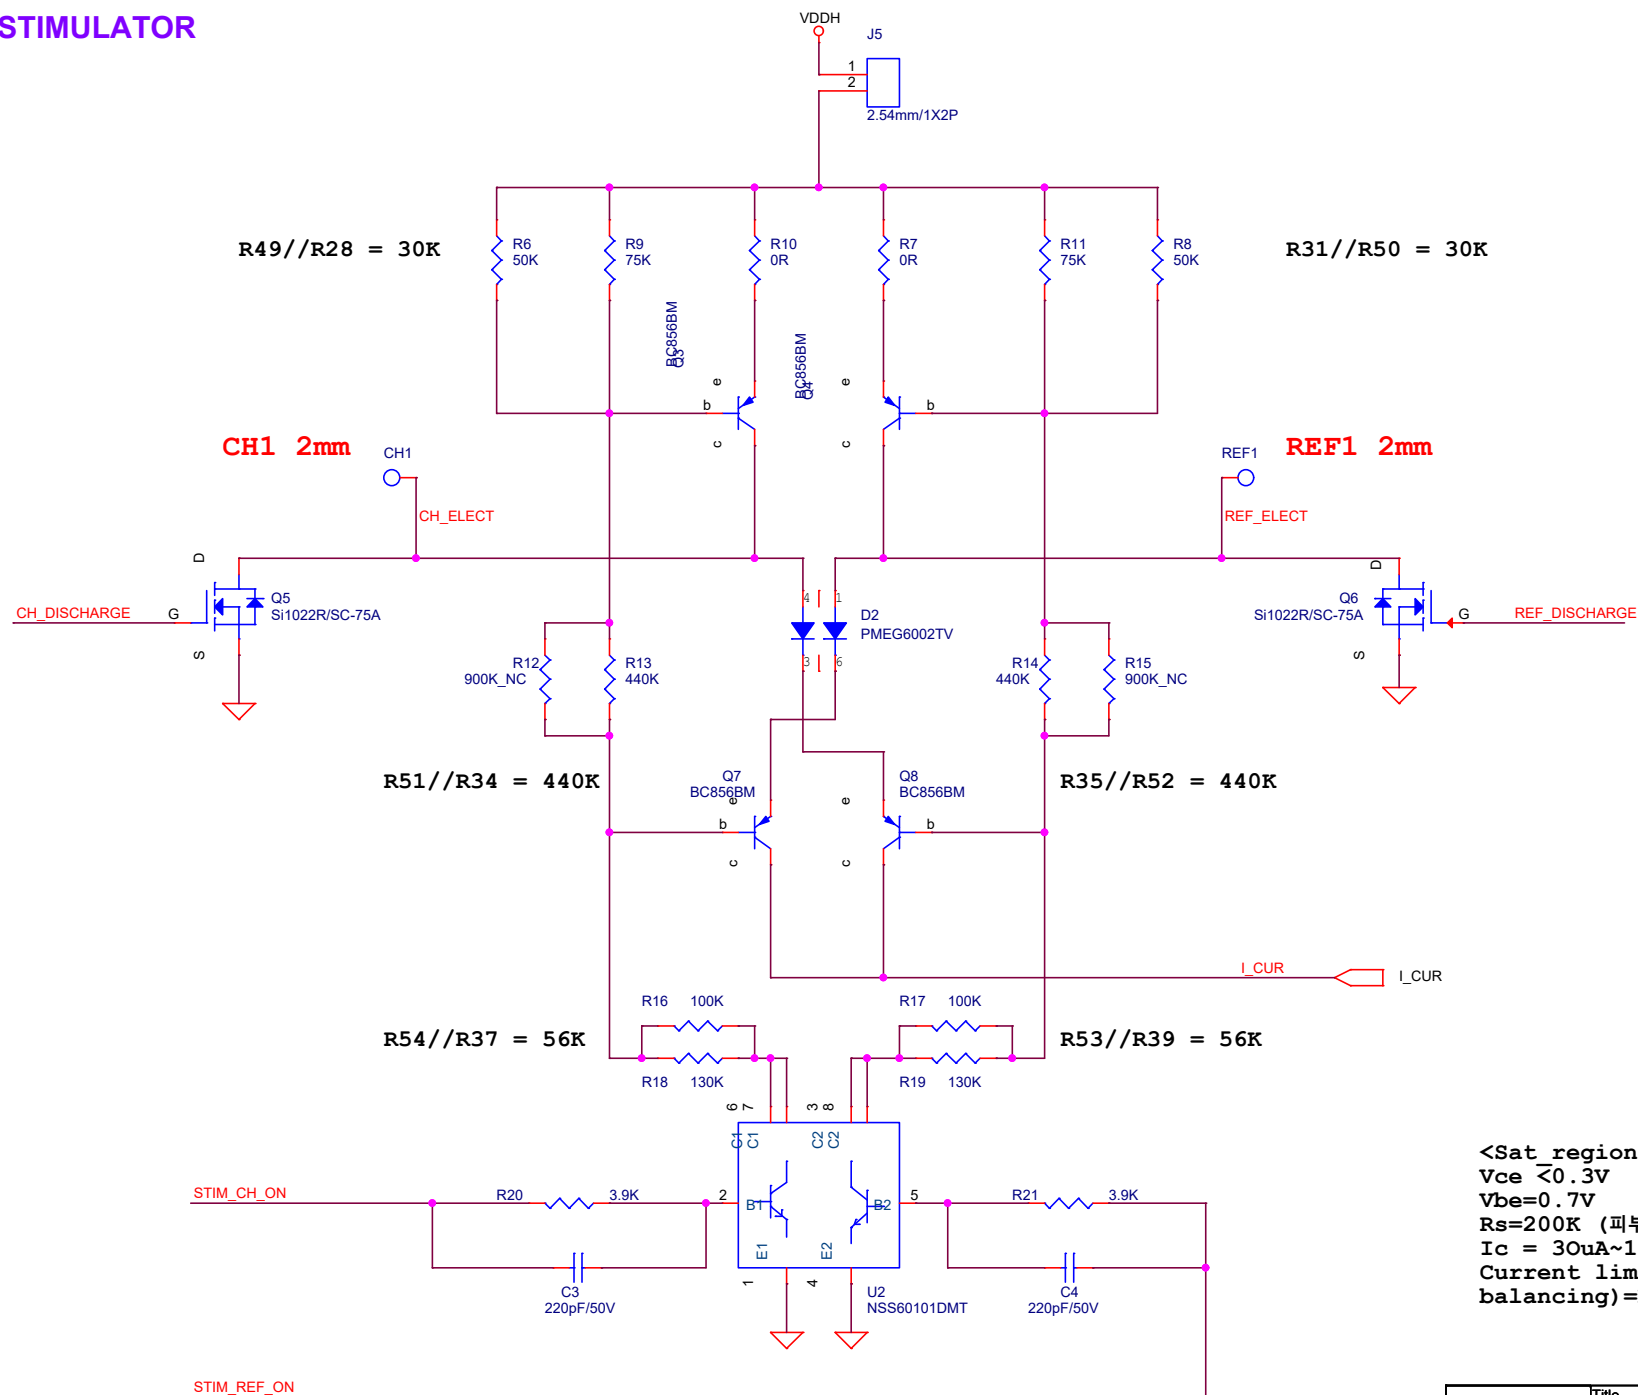 STIMULATOR
VDDH
J5
1
2
2.54mm/1X2P
R49//R28 = 30K
R6
50K
R9
75K
R10
0R
R7
0R
R11
75K
R8
50K
R31//R50 = 30K
BC856BM
Q3
BC856BM
Q4
e
b
c
e
b
c
CH1 2mm
CH1
CH_ELECT
REF1
REF1 2mm
REF_ELECT
D
CH_DISCHARGE
G
Q5
Si1022R/SC-75A
S
4
1
D2
PMEG6002TV
3
6
D
Q6
Si1022R/SC-75A
G
REF_DISCHARGE
S
R12
900K_NC
R13
440K
R14
440K
R15
900K_NC
R51//R34 = 440K
Q7
BC856BM
e
b
c
Q8
BC856BM
e
b
c
R35//R52 = 440K
I_CUR
I_CUR
R16 100K
R17 100K
R54//R37 = 56K
R53//R39 = 56K
R18 130K
R19 130K
6
7
3
8
C1
C1
C2
C2
STIM_CH_ON
R20 3.9K
2
B1
B2
5
R21 3.9K
E1
E2
1
4
C3
220pF/50V
U2
NSS60101DMT
C4
220pF/50V
<Sat_region
Vce <0.3V
Vbe=0.7V
Rs=200K (피부
Ic = 30uA~1
Current lim
balancing)=
STIM_REF_ON
Title